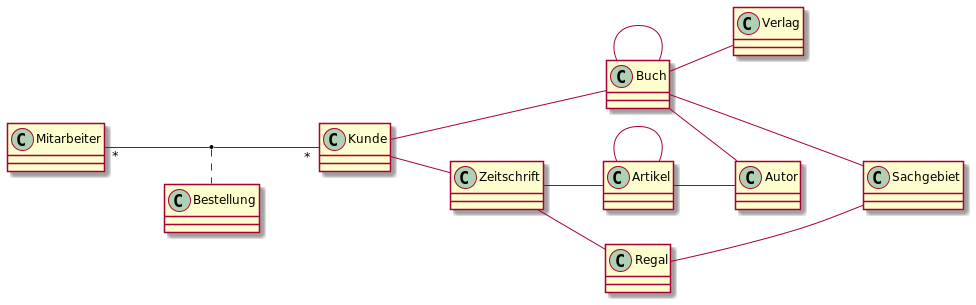 C Verlag
C Buch
C Mitarbeiter
*
*
C Kunde
C Bestellung
C Zeitschrift
C Artikel
C Autor
C Sachgebiet
C Regal